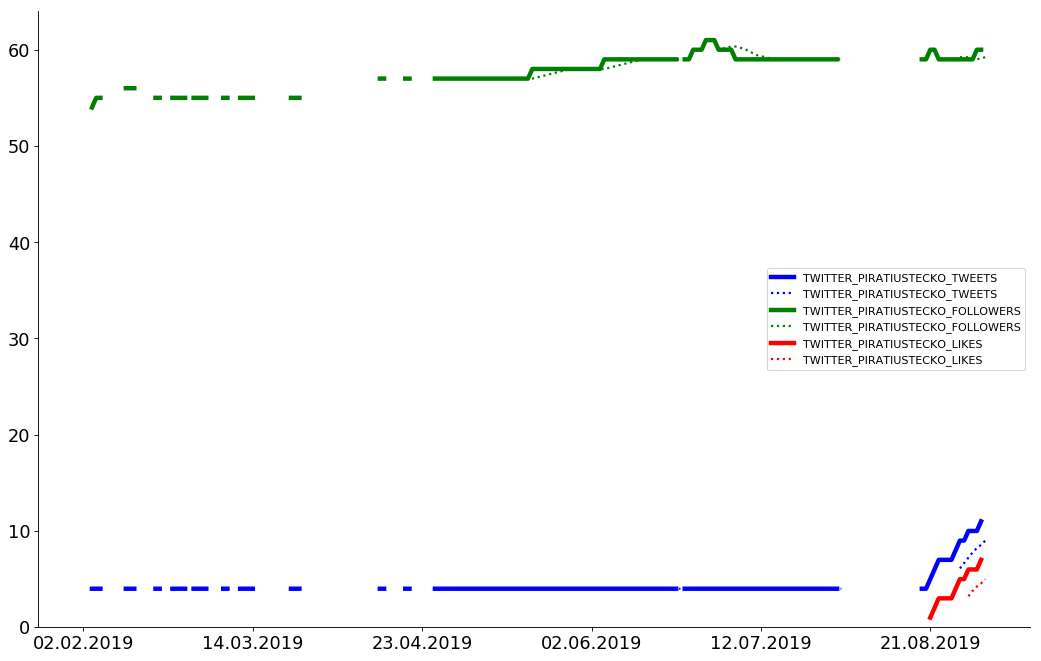 60
50
40
30
20
10
0
TWITTER_PIRATIUSTECKO_TWEETS
TWITTER_PIRATIUSTECKO_TWEETS
TWITTER_PIRATIUSTECKO_FOLLOWERS
TWITTER_PIRATIUSTECKO_FOLLOWERS
TWITTER_PIRATIUSTECKO_LIKES
TWITTER_PIRATIUSTECKO_LIKES
02.02.2019 14.03.2019 23.04.2019 02.06.2019 12.07.2019 21.08.2019